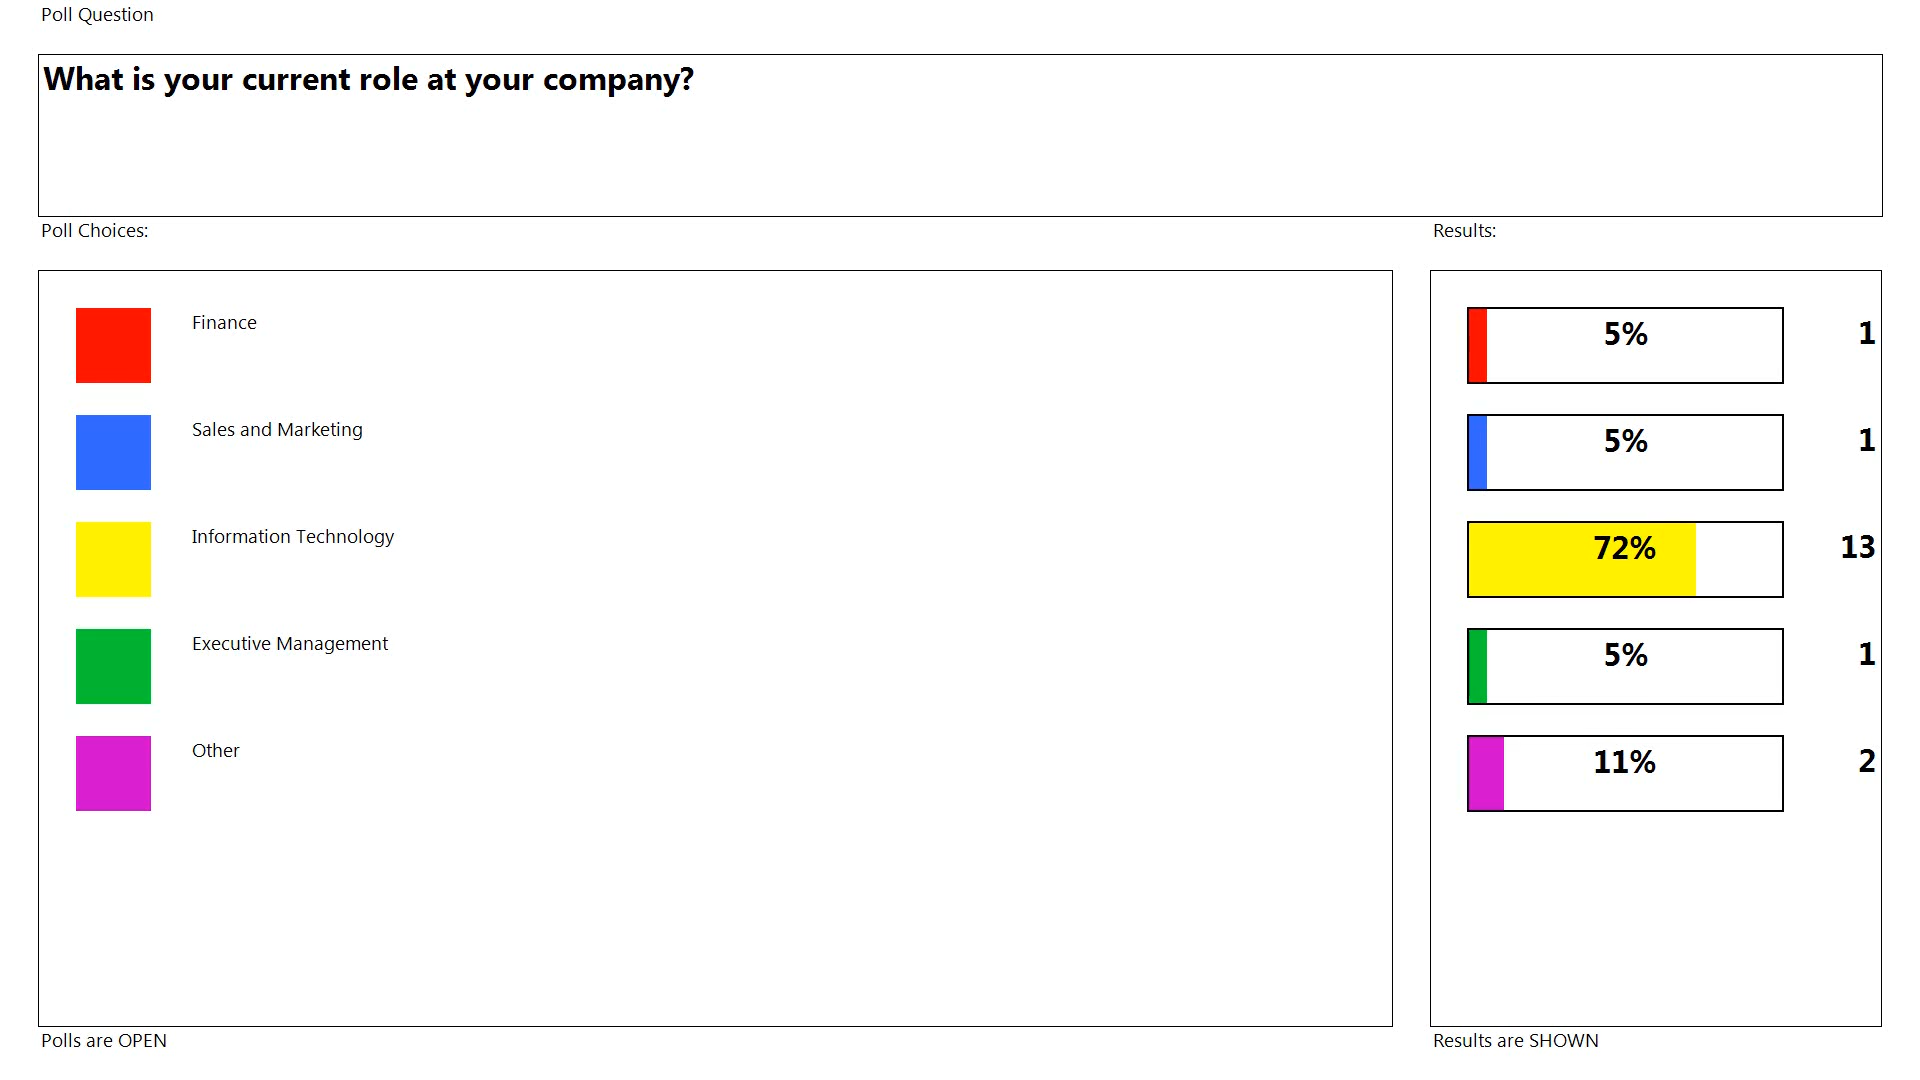 Poll Question
What is your current role at your company?
Poll Choices:
Results:
Finance
5%
1
Sales and Marketing
5%
1
Information Technology
72%
13
Executive Management
5%
1
Other
11%
2
Polls are OPEN
Results are SHOWN